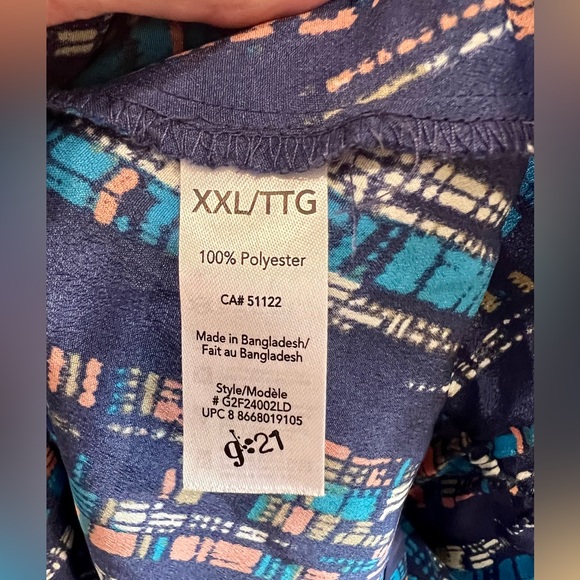 XXL/TTG
100% Polyester
CA# 51122
Made in Bangladesh/
Fait au Bangladesh
Style/Modèle
# G2F24002LD
UPC 8 8668019105
g:21